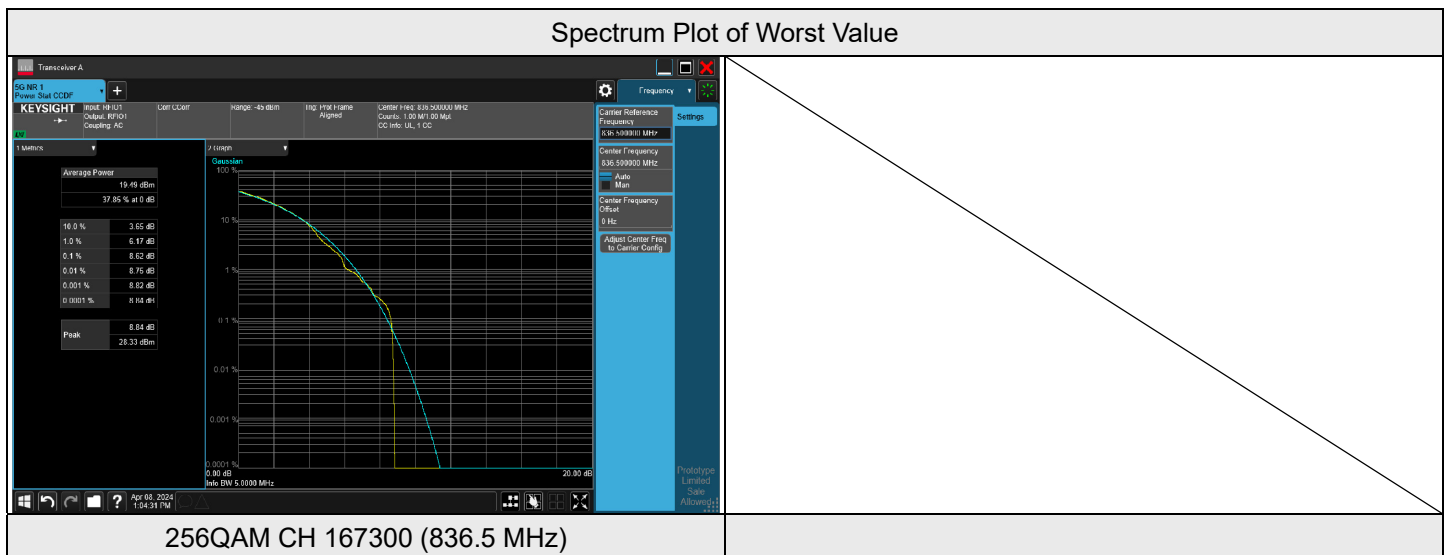 Spectrum Plot of Worst Value
Transceiver A
5G NR 1
Power Stat CCDF
+
Frequency
KEYSIGHT
Input: RFIO1
Output: RFIO1
Coupling: AC
Corr CCorr
Range: -45 dBm
Trig: Prot Frame
Aligned
Center Freq: 836.500000 MHz
Counts: 1.00 M/1.00 Mpt
CC Info: UL, 1 CC
1 Metrics
Average Power
19.49 dBm
37.85 % at 0 dB
10.0 % 3.65 dB
1.0 % 6.17 dB
0.1 % 8.62 dB
0.01 % 8.75 dB
0.001 % 8.82 dB
0.0001 % 8.84 dB
Peak
8.84 dB
28.33 dBm
2 Graph
Gaussian
100 %
10 %
1 %
0.1 %
0.01 %
0.001 %
0.0001 %
0.00 dB
20.00 dB
Info BW 5.0000 MHz
Carrier Reference
Frequency
836.500000 MHz
Center Frequency
836.500000 MHz
Auto
Man
Center Frequency
Offset
0 Hz
Adjust Center Freq
to Carrier Config
Settings
Prototype
Limited
Sale
Allowed
?
Apr 08, 2024
1:04:31 PM
256QAM CH 167300 (836.5 MHz)